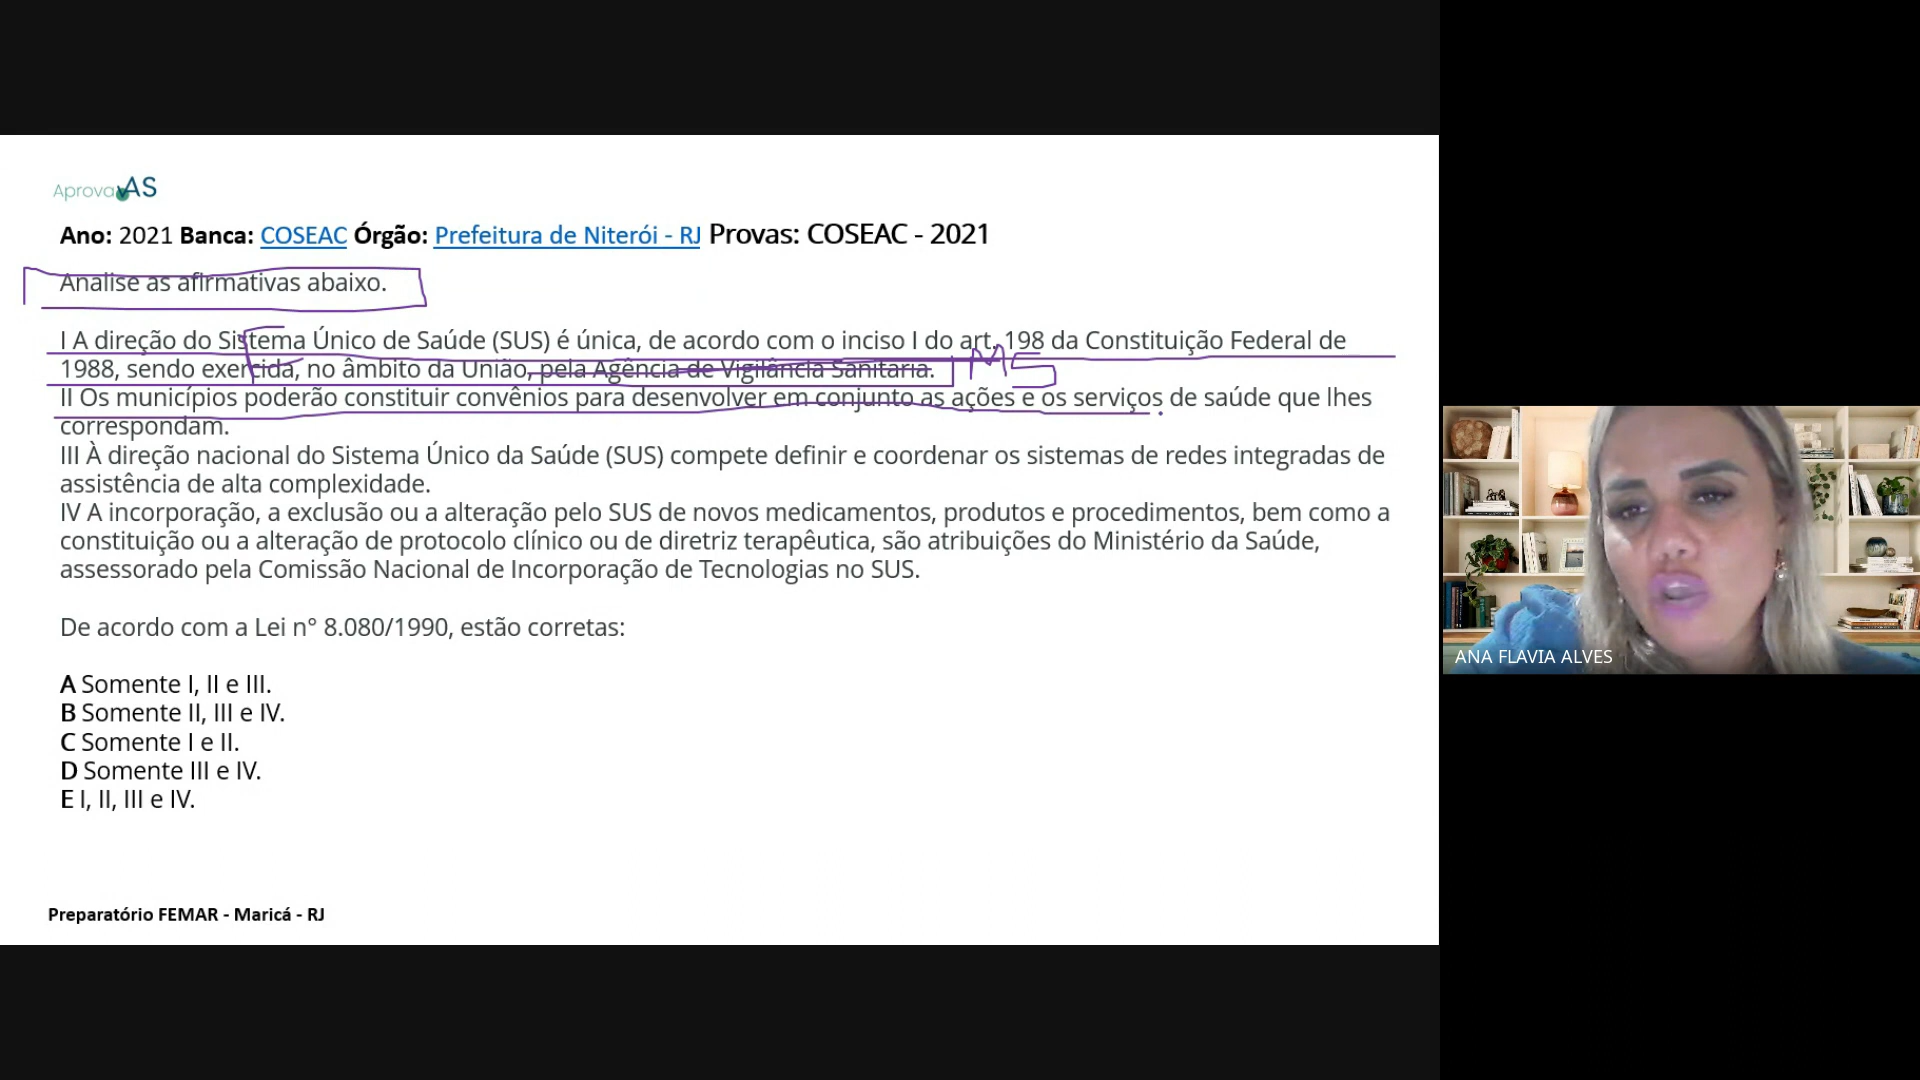 AprovaAS
Ano: 2021 Banca: COSEAC Órgão: Prefeitura de Niterói - RJ Provas: COSEAC - 2021
Analise as afirmativas abaixo.
I A direção do Sistema Único de Saúde (SUS) é única, de acordo com o inciso I do art. 198 da Constituição Federal de
1988, sendo exercida, no âmbito da União, pela Agência de Vigilância Sanitaria.
MS
II Os municípios poderão constituir convênios para desenvolver em conjunto as ações e os serviços de saúde que lhes
correspondam.
III À direção nacional do Sistema Único da Saúde (SUS) compete definir e coordenar os sistemas de redes integradas de
assistência de alta complexidade.
IV A incorporação, a exclusão ou a alteração pelo SUS de novos medicamentos, produtos e procedimentos, bem como a
constituição ou a alteração de protocolo clínico ou de diretriz terapêutica, são atribuições do Ministério da Saúde,
assessorado pela Comissão Nacional de Incorporação de Tecnologias no SUS.
De acordo com a Lei n° 8.080/1990, estão corretas:
A Somente I, II e III.
B Somente II, III e IV.
C Somente I e II.
D Somente III e IV.
E I, II, III e IV.
Preparatório FEMAR - Maricá - RJ
ANA FLAVIA ALVES